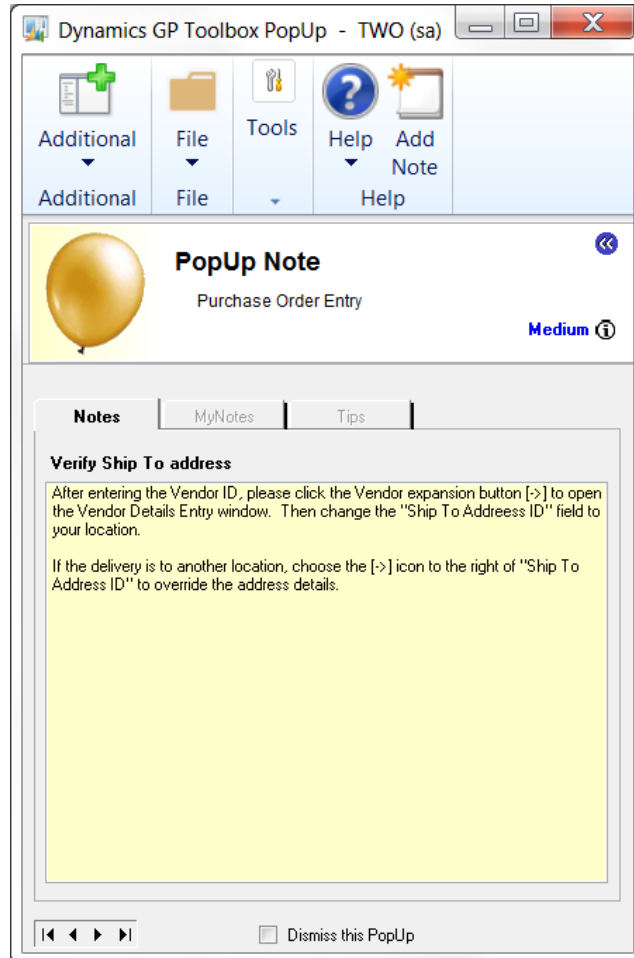 Dynamics GP Toolbox PopUp - TWO (sa)
Additional
File
Tools
Help
Add
Note
Additional
File
Help
PopUp Note
Purchase Order Entry
Medium
Notes
MyNotes
Tips
Verify Ship To address
After entering the Vendor ID, please click the Vendor expansion button [->] to open
the Vendor Details Entry window. Then change the "Ship To Addreess ID" field to
your location.
If the delivery is to another location, choose the [->] icon to the right of "Ship To
Address ID" to override the address details.
Dismiss this PopUp